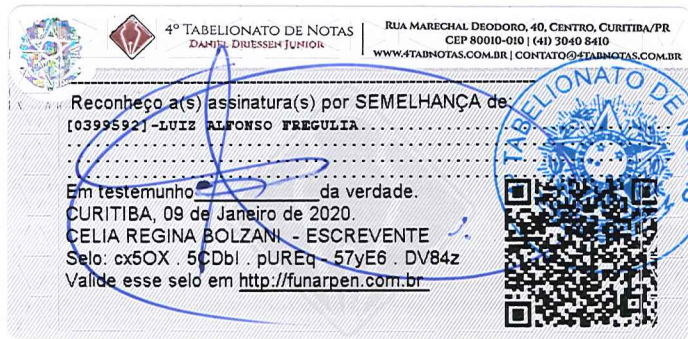 4º TABELIONATO DE NOTAS
DANIEL DRIESSEN JUNIOR
RUA MARECHAL DEODORO, 40, CENTRO, CURITIBA/PR
CEP 80010-010 | (41) 3040 8410
WWW.4TABNOTAS.COM.BR | CONTATO@4TABNOTAS.COM.BR
Reconheço a(s) assinatura(s) por SEMELHANÇA de:
[0399592]-LUIZ ALFONSO FREGULIA
Em testemunho da verdade.
CURITIBA, 09 de Janeiro de 2020.
CELIA REGINA BOLZANI - ESCREVENTE
Selo: cx5OX . 5CDbI . pUREq - 57yE6 . DV84z
Valide esse selo em http://funarpen.com.br
TABELIONATO DE